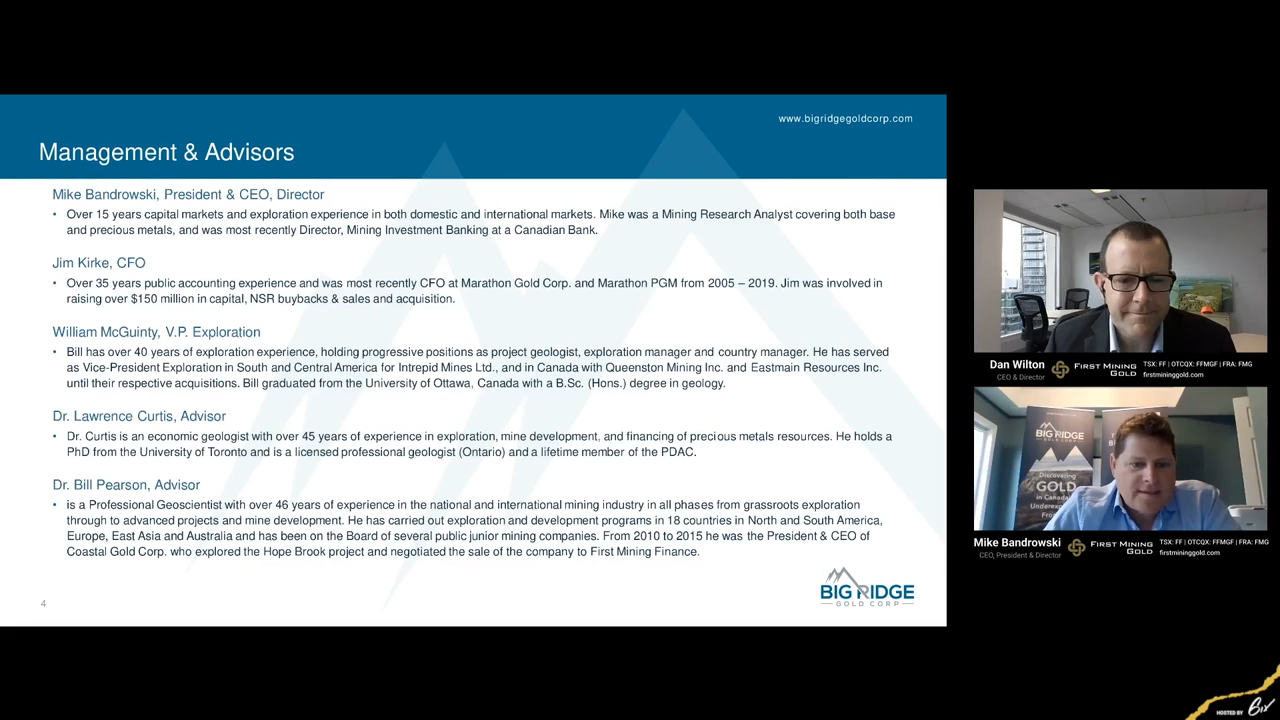 www.bigridgegoldcorp.com
Management & Advisors
Mike Bandrowski, President & CEO, Director
• Over 15 years capital markets and exploration experience in both domestic and international markets. Mike was a Mining Research Analyst covering both base
and precious metals, and was most recently Director, Mining Investment Banking at a Canadian Bank.
Jim Kirke, CFO
• Over 35 years public accounting experience and was most recently CFO at Marathon Gold Corp. and Marathon PGM from 2005 – 2019. Jim was involved in
raising over $150 million in capital, NSR buybacks & sales and acquisition.
William McGuinty, V.P. Exploration
• Bill has over 40 years of exploration experience, holding progressive positions as project geologist, exploration manager and country manager. He has served
as Vice-President Exploration in South and Central America for Intrepid Mines Ltd., and in Canada with Queenston Mining Inc. and Eastmain Resources Inc.
until their respective acquisitions. Bill graduated from the University of Ottawa, Canada with a B.Sc. (Hons.) degree in geology.
Dr. Lawrence Curtis, Advisor
• Dr. Curtis is an economic geologist with over 45 years of experience in exploration, mine development, and financing of precious metals resources. He holds a
PhD from the University of Toronto and is a licensed professional geologist (Ontario) and a lifetime member of the PDAC.
Dr. Bill Pearson, Advisor
• is a Professional Geoscientist with over 46 years of experience in the national and international mining industry in all phases from grassroots exploration
through to advanced projects and mine development. He has carried out exploration and development programs in 18 countries in North and South America,
Europe, East Asia and Australia and has been on the Board of several public junior mining companies. From 2010 to 2015 he was the President & CEO of
Coastal Gold Corp. who explored the Hope Brook project and negotiated the sale of the company to First Mining Finance.
4
BIG RIDGE
GOLD CORP
Dan Wilton
CEO & Director
FIRST MINING
GOLD
TSX: FF | OTCQX: FFMGF | FRA: FMG
firstmininggold.com
BIG RIDGE
GOLD CORP
Discovering
GOLD
in Canada
Mike Bandrowski
CEO, President & Director
FIRST MINING
GOLD
TSX: FF | OTCQX: FFMGF | FRA: FMG
firstmininggold.com
HOSTED BY
6ix